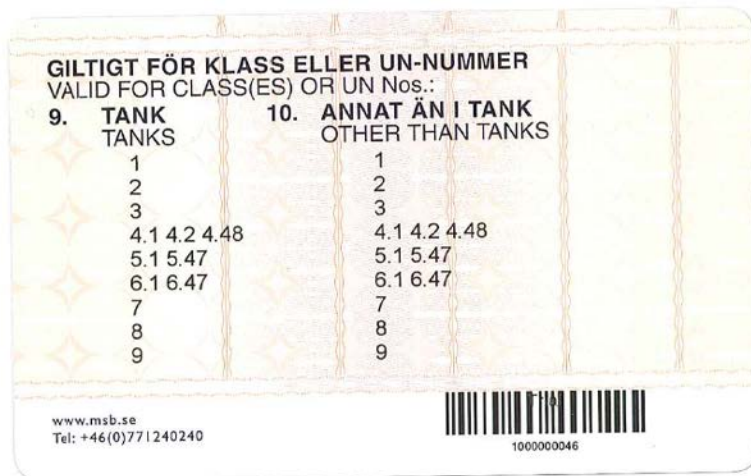 GILTIGT FÖR KLASS ELLER UN-NUMMER
VALID FOR CLASS(ES) OR UN Nos.:
9. TANK 10. ANNAT ÄN I TANK
TANKS OTHER THAN TANKS
1 1
2 2
3 3
4.1 4.2 4.48 4.1 4.2 4.48
5.1 5.47 5.1 5.47
6.1 6.47 6.1 6.47
7 7
8 8
9 9
www.msb.se
Tel: +46(0)771240240
1000000046